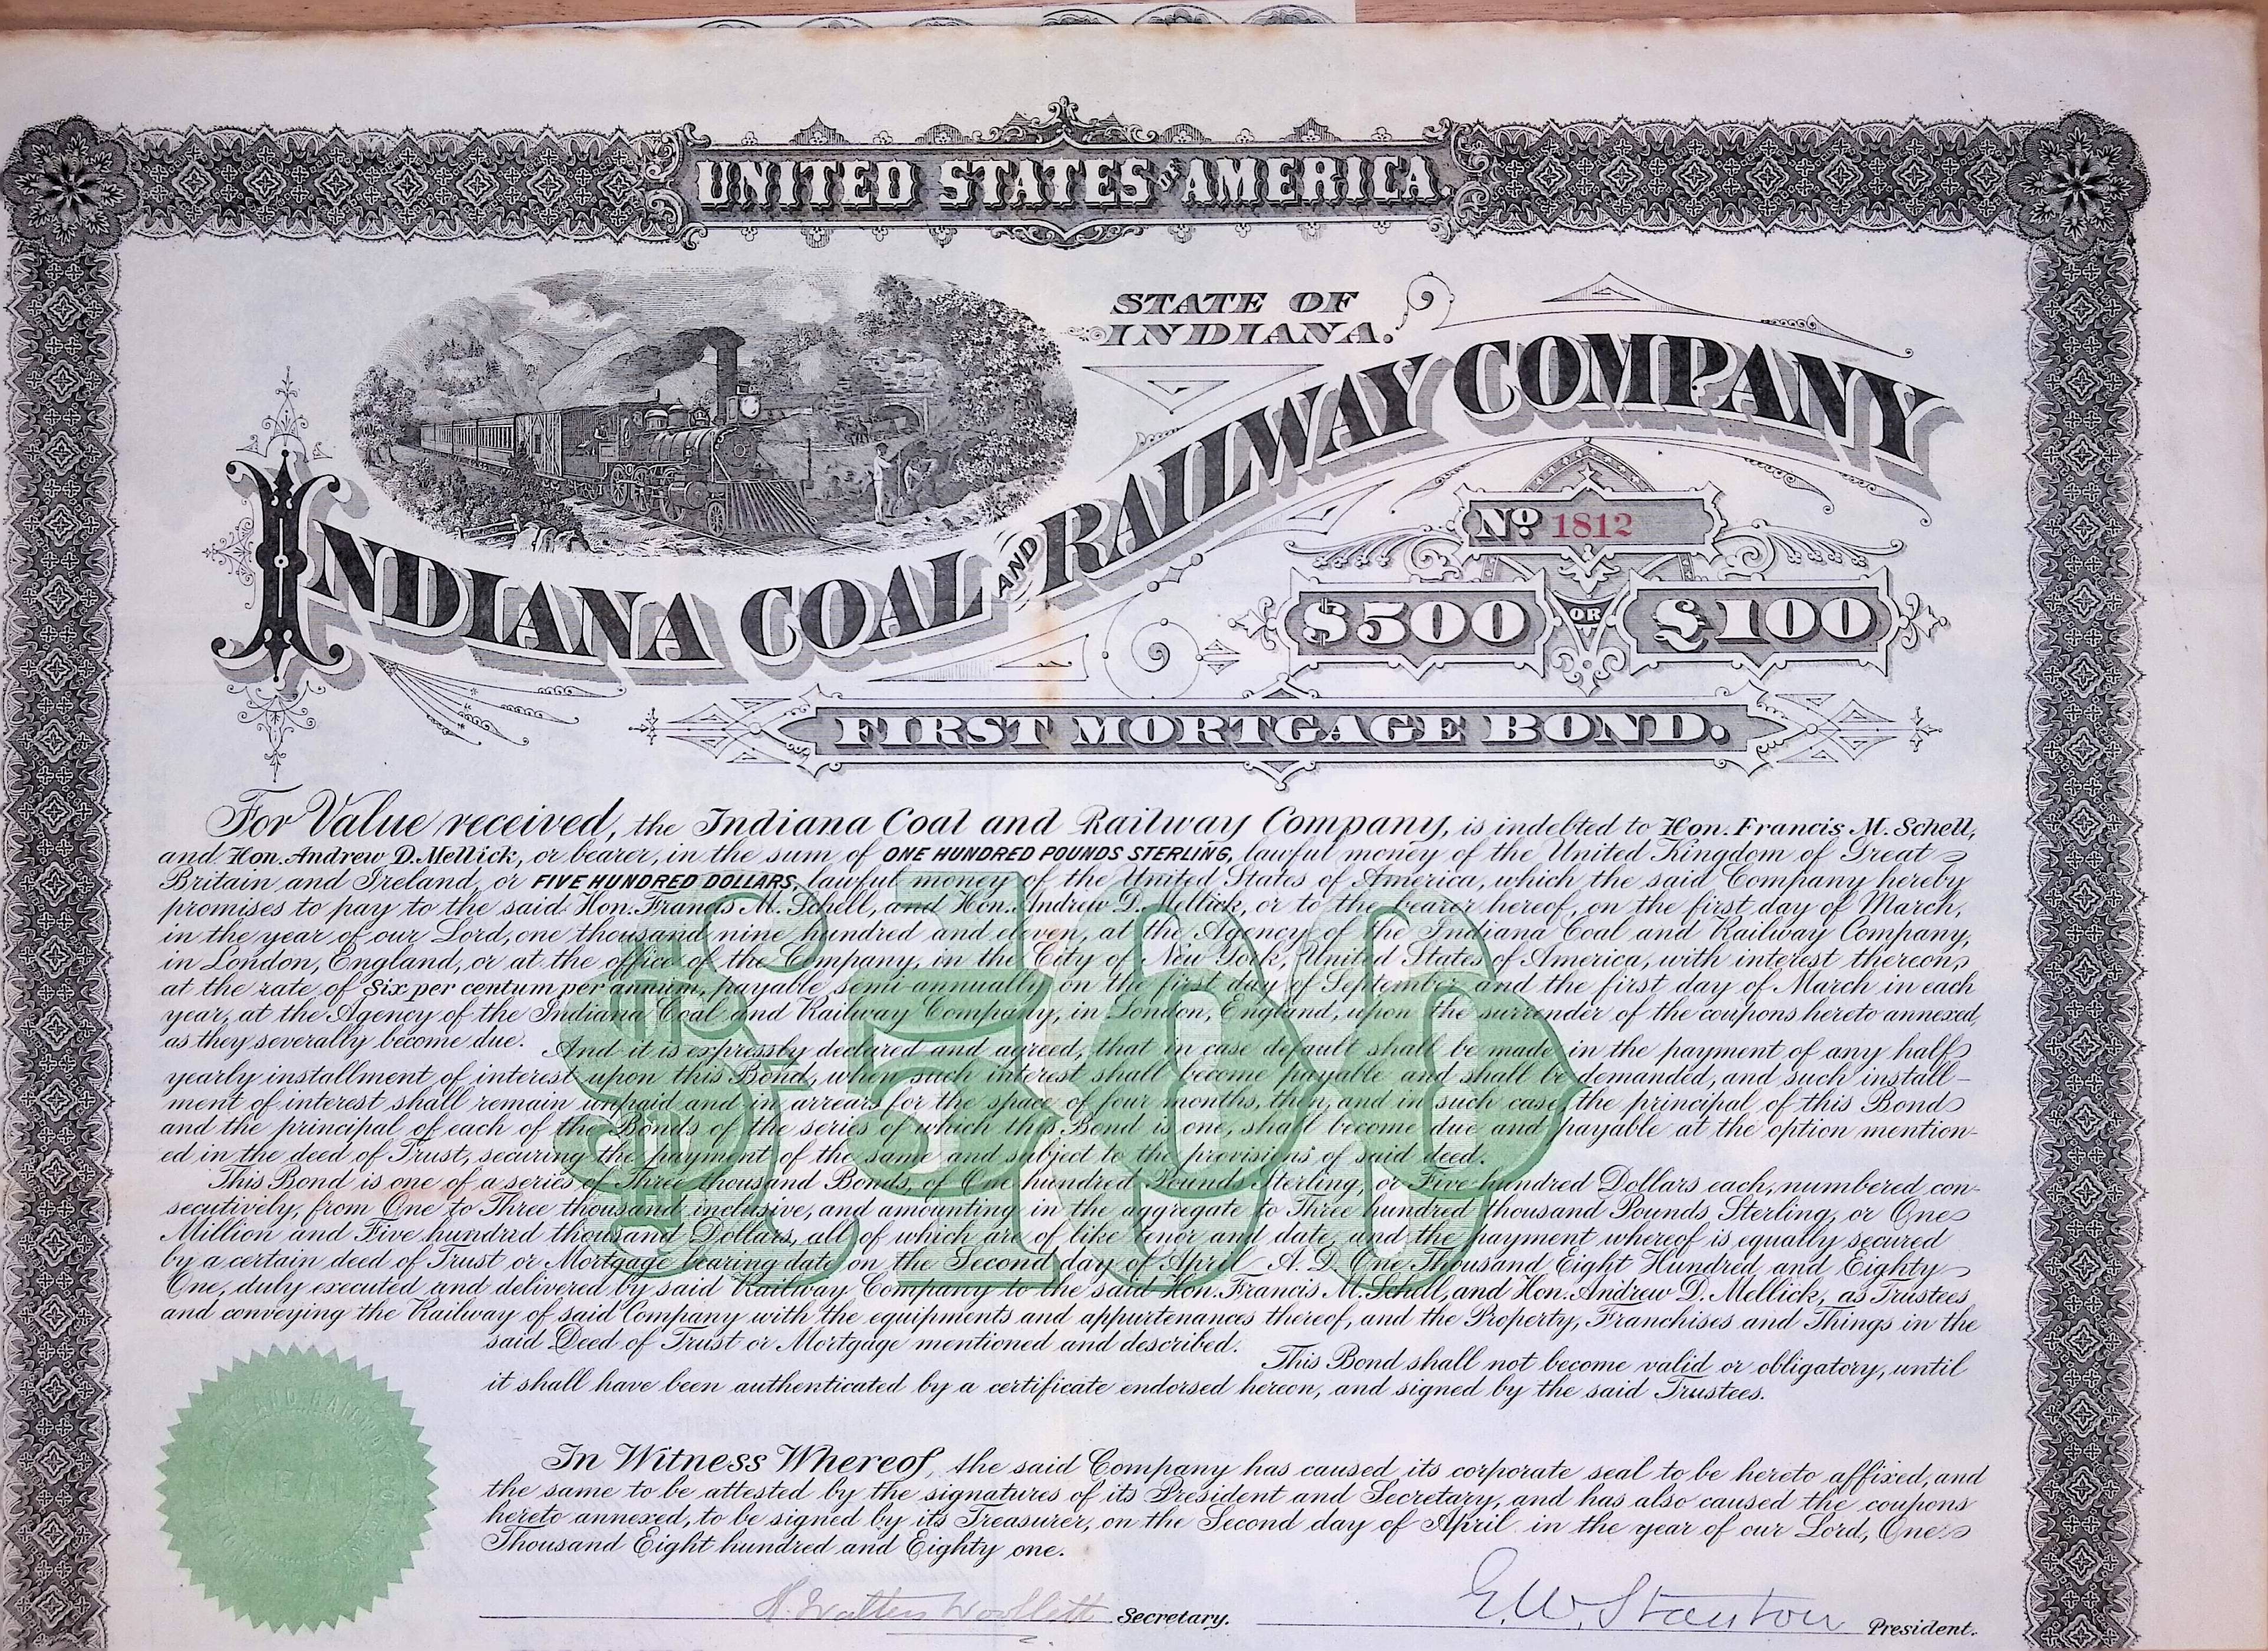 UNITED STATES OF AMERICA.
STATE OF
INDIANA.
INDIANA COAL AND RAILWAY COMPANY
Nº 1812
$500 OR £100
FIRST MORTGAGE BOND.
For Value received, the Indiana Coal and Railway Company, is indebted to Hon. Francis M. Schell,
and Hon. Andrew D. Mellick, or bearer, in the sum of ONE HUNDRED POUNDS STERLING, lawful money of the United Kingdom of Great
Britain and Ireland, or FIVE HUNDRED DOLLARS, lawful money of the United States of America, which the said Company hereby
promises to pay to the said Hon. Francis M. Schell, and Hon. Andrew D. Mellick, or to the bearer hereof, on the first day of March,
in the year of our Lord, one thousand nine hundred and eleven, at the Agency of the Indiana Coal and Railway Company,
in London, England, or at the office of the Company, in the City of New York, United States of America, with interest thereon,
at the rate of Six per centum per annum, payable semi annually on the first day of September and the first day of March in each
year, at the Agency of the Indiana Coal and Railway Company, in London, England, upon the surrender of the coupons hereto annexed,
as they severally become due. And it is expressly declared and agreed, that in case default shall be made in the payment of any half
yearly installment of interest upon this Bond, when such interest shall become payable and shall be demanded, and such install-
ment of interest shall remain unpaid and in arrears for the space of four months, then, and in such case, the principal of this Bond
and the principal of each of the Bonds of the series of which this Bond is one, shall become due and payable at the option mention-
ed in the deed of Trust, securing the payment of the same and subject to the provisions of said deed.
This Bond is one of a series of Three thousand Bonds, of One hundred Pounds Sterling, or Five hundred Dollars each, numbered con-
secutively, from One to Three thousand inclusive, and amounting in the aggregate to Three hundred thousand Pounds Sterling, or One
Million and Five hundred thousand Dollars, all of which are of like tenor and date, and the payment whereof is equally secured
by a certain deed of Trust or Mortgage bearing date on the Second day of April A. D. One Thousand Eight Hundred and Eighty
One, duly executed and delivered by said Railway Company to the said Hon. Francis M. Schell, and Hon. Andrew D. Mellick, as Trustees
and conveying the Railway of said Company with the equipments and appurtenances thereof, and the Property, Franchises and Things in the
said Deed of Trust or Mortgage mentioned and described. This Bond shall not become valid or obligatory, until
it shall have been authenticated by a certificate endorsed hereon, and signed by the said Trustees.
$500
In Witness Whereof, the said Company has caused its corporate seal to be hereto affixed, and
the same to be attested by the signatures of its President and Secretary, and has also caused the coupons
hereto annexed, to be signed by its Treasurer, on the Second day of April in the year of our Lord, One
Thousand Eight hundred and Eighty one.
H. Walter Woollitt Secretary. E.W. Stanton President.